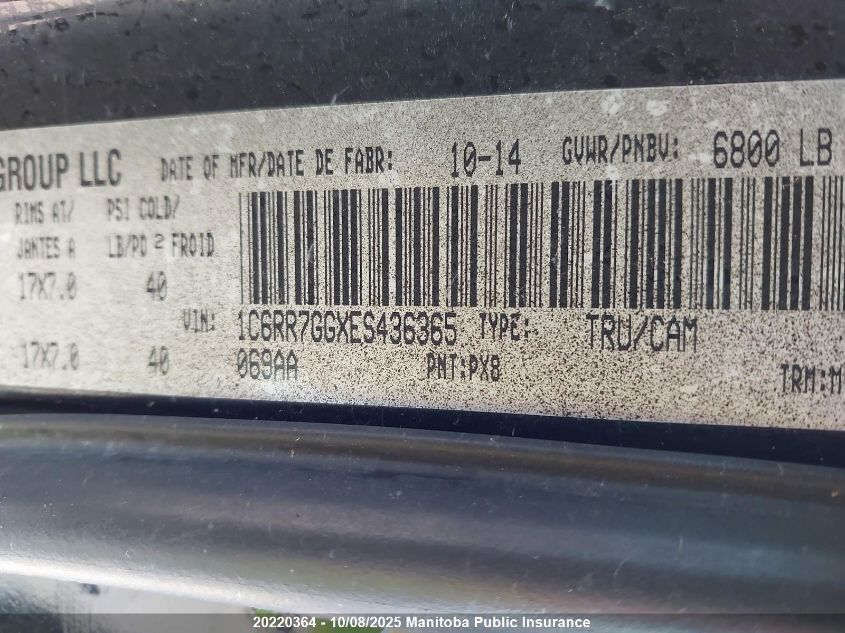 GROUP LLC DATE OF MFR/DATE DE FABR: 10-14 GVWR/PNBV: 6800 LB
RIMS AT/ PSI COLD/
JANTES A LB/PO 2 FROID
17X7.0 40
VIN: 1C6RR7GGXES436365 TYPE: TRU/CAM
17X7.0 40 069AA PNT:PX8 TRM:M
20220364 - 10/08/2025 Manitoba Public Insurance